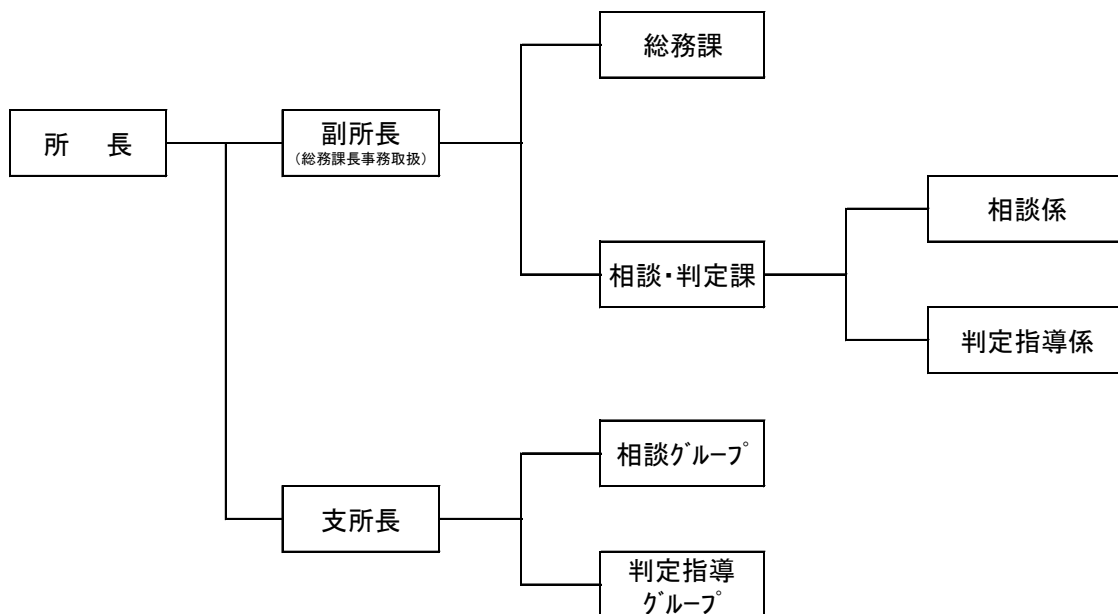 総務課
所　長
副所長
（総務課長事務取扱）
相談係
相談・判定課
判定指導係
相談ｸﾞﾙｰﾌﾟ
支所長
判定指導
ｸﾞﾙｰﾌﾟ